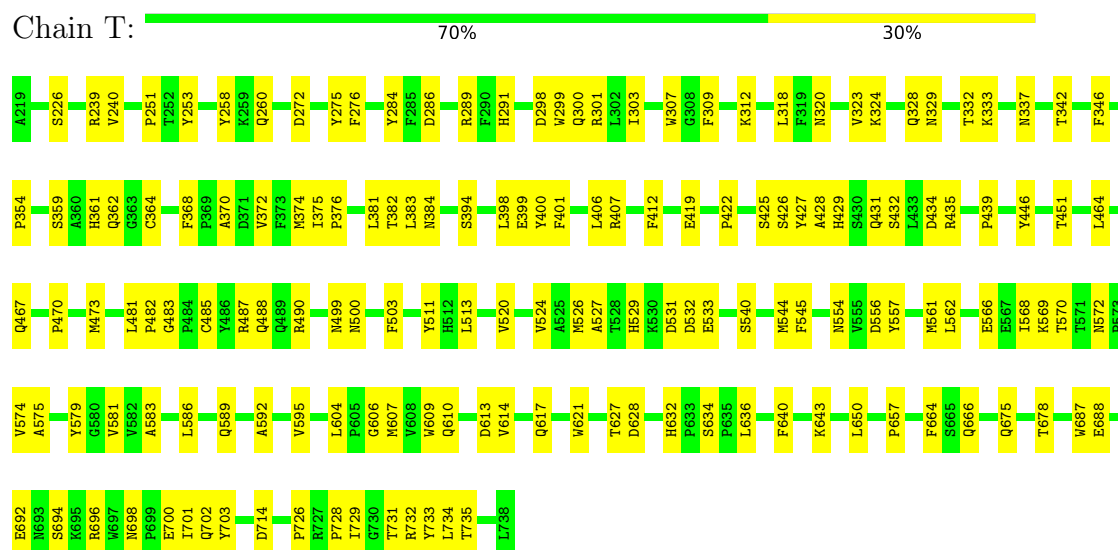 Chain T:
70% 30%
A219 S226 R239 V240 P251 T252 Y253 Y258 K259 Q260 D272 Y275 F276 Y284 F285 D286 R289 F290 H291 D298 W299 Q300 R301 L302 I303 W307 G308 F309 K312 L318 F319 N320 V323 K324 Q328 N329 T332 K333 N337 T342 F346
P354 S359 A360 H361 Q362 G363 C364 F368 P369 A370 D371 V372 F373 M374 I375 P376 L381 T382 L383 N384 S394 L398 E399 Y400 F401 L406 R407 F412 E419 P422 S425 S426 Y427 A428 H429 S430 Q431 S432 L433 D434 R435 P439 Y446 T451 L464
Q467 P470 M473 L481 P482 G483 P484 C485 Y486 R487 Q488 Q489 R490 N499 N500 F503 Y511 H512 L513 V520 V524 A525 M526 A527 T528 H529 K530 D531 D532 E533 S540 M544 F545 N554 V555 D556 Y557 M561 L562 E566 E567 I568 K569 T570 T571 N572 P573
V574 A575 Y579 G580 V581 V582 A583 L586 Q589 A592 V595 L604 P605 G606 M607 V608 W609 Q610 D613 V614 Q617 W621 T627 D628 H632 P633 S634 P635 L636 F640 K643 L650 P657 F664 S665 Q666 Q675 T678 W687 E688
E692 N693 S694 K695 R696 W697 N698 P699 E700 I701 Q702 Y703 D714 P726 R727 P728 I729 G730 T731 R732 Y733 L734 T735 L738